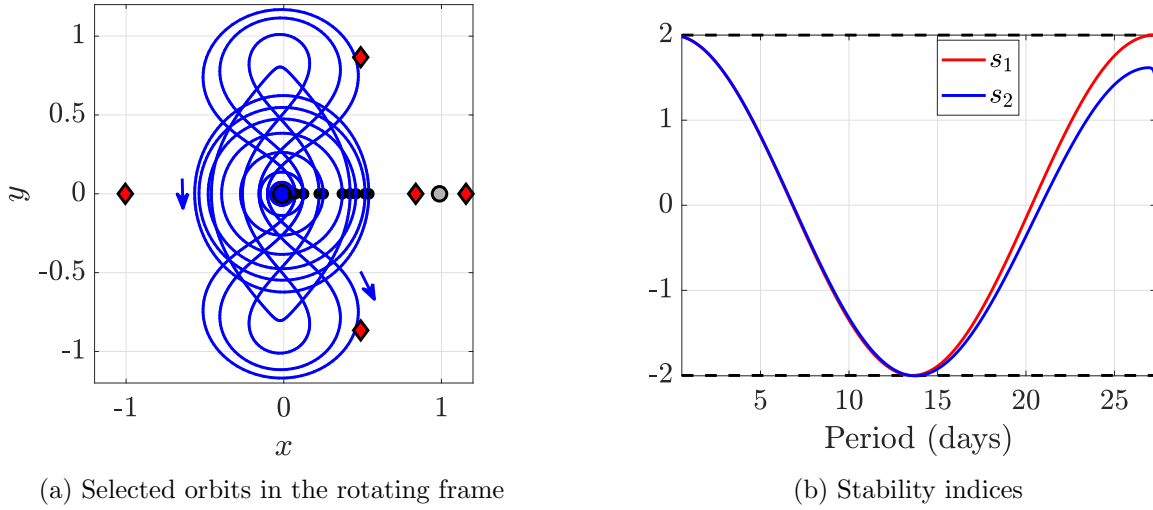 1
0.5
0
-0.5
-1
y
-1
0
1
x
(a) Selected orbits in the rotating frame
2
1
0
-1
-2
s1
s2
5
10
15
20
25
Period (days)
(b) Stability indices